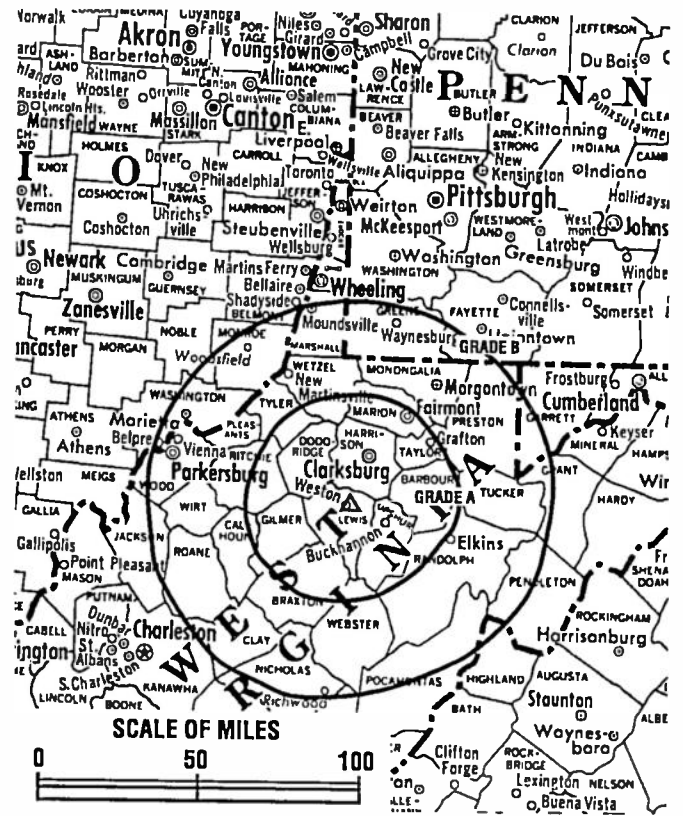 Akron
Falls
Barberton
PORTAGE
Niles
Girard
Sharon
Campbell
Youngstown
MAHONING
Grove City
CLARION
Clarion
JEFFERSON
Du Bois
ASHLAND
Rittman
Wooster
Orrville
SUMMIT
Canton
Louisville
Alliance
Salem
COLUMBIANA
New Castle
LAWRENCE
PENN
BUTLER
Butler
Kittanning
Punxsutawney
Lincoln Hts.
Mansfield
WAYNE
Massillon
STARK
Canton
E. Liverpool
Wellsville
BEAVER
Beaver Falls
ARMSTRONG
INDIANA
Indiana
HOLMES
IO
KNOX
Mt. Vernon
COSHOCTON
Coshocton
Dover
New Philadelphia
TUSCARAWAS
Uhrichsville
CARROLL
HARRISON
Toronto
JEFFERSON
Steubenville
Weirton
Wellsburg
Aliquippa
ALLEGHENY
New Kensington
Pittsburgh
McKeesport
WESTMORELAND
Latrobe
Greensburg
Westmont
Washington
WASHINGTON
Newark
MUSKINGUM
Cambridge
GUERNSEY
Zanesville
Martins Ferry
Bellaire
Shadyside
BELMONT
Wheeling
Moundsville
GREENE
Waynesburg
FAYETTE
Connellsville
Uniontown
SOMERSET
Somerset
PERRY
MORGAN
NOBLE
MONROE
Woodsfield
MARSHALL
GRADE B
WASHINGTON
WETZEL
New Martinsville
MONONGALIA
Morgantown
Frostburg
Cumberland
TYLER
MARION
Fairmont
PRESTON
GARRETT
Keyser
MINERAL
ATHENS
Athens
Marietta
Belpre
Vienna
PLEASANTS
RITCHIE
Parkersburg
WOOD
DODDRIDGE
HARRISON
Clarksburg
TAYLOR
Grafton
BARBOUR
GRADE A
TUCKER
GRANT
HARDY
MEIGS
GALLIA
Gallipolis
Point Pleasant
MASON
JACKSON
WIRT
CALHOUN
GILMER
Weston
LEWIS
UPSHUR
Buckhannon
RANDOLPH
Elkins
ROANE
BRAXTON
WEBSTER
PENDLETON
ROCKINGHAM
Harrisonburg
PUTNAM
Dunbar
Nitro
St. Albans
S. Charleston
Charleston
KANAWHA
CABELL
LINCOLN
BOONE
CLAY
NICHOLAS
Richwood
POCAHONTAS
HIGHLAND
BATH
AUGUSTA
Staunton
Waynesboro
WEST
VIRGINIA
Clifton Forge
ROCKBRIDGE
Lexington
NELSON
Buena Vista
SCALE OF MILES
0 50 100